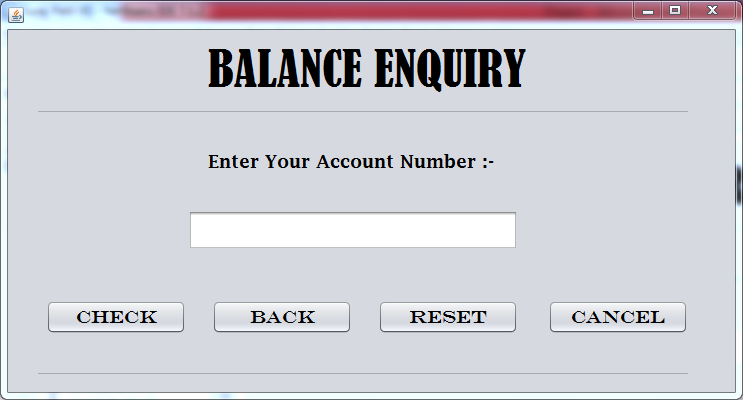 BALANCE ENQUIRY
Enter Your Account Number :-
CHECK
BACK
RESET
CANCEL